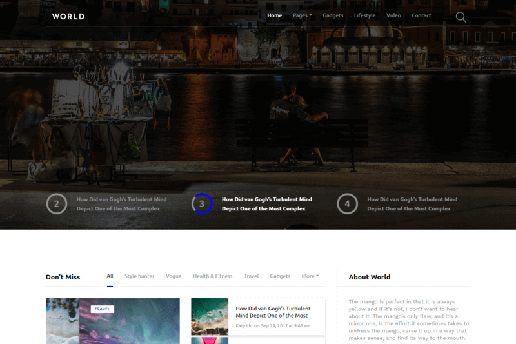 WORLD
Home Pages Gadgets Lifestyle Video Contact
2
How Did van Gogh's Turbulent Mind
Depict One of the Most Complex
3
How Did van Gogh's Turbulent Mind
Depict One of the Most Complex
4
How Did van Gogh's Turbulent Mind
Depict One of the Most Complex
Don't Miss
All Style hunter Vogue Health & Fitness Travel Gadgets More
TRAVEL
How Did van Gogh's Turbulent
Mind Depict One of the Most
on Sep 29, 2017 at
About World
The mango is perfect in that it is always
yellow and if it's not, I don't want to hear
about it. The mango's only flaw, and it's a
minor one, is the effort it sometimes takes to
undress the mango, carve it up in a way that
makes sense, and find its way to the mouth.